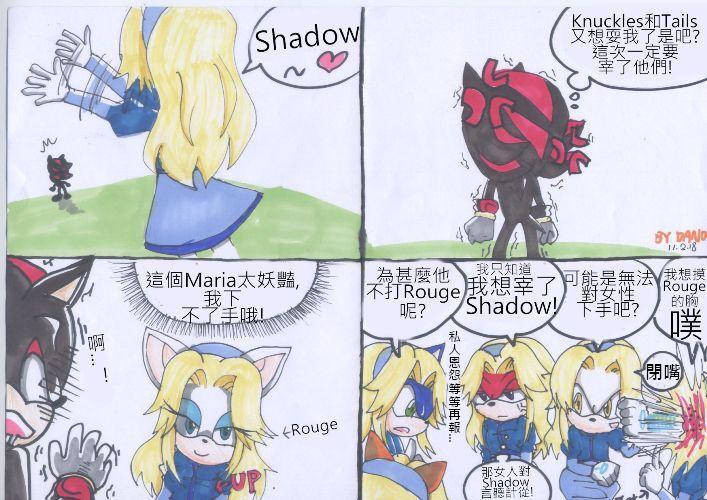 Shadow
~
Knuckles和Tails
又想耍我了是吧?
這次一定要
宰了他們!
BY DANO
11.2.18
這個Maria太妖豔,
我下
不了手哦!
啊…!
←Rouge
CUP
為甚麼他
不打Rouge
呢?
私人恩怨等等再報…
我只知道
我想宰了
Shadow!
那女人對
Shadow
言聽計從!
可能是無法
對女性
下手吧?
我想摸
Rouge
的胸
噗
閉嘴